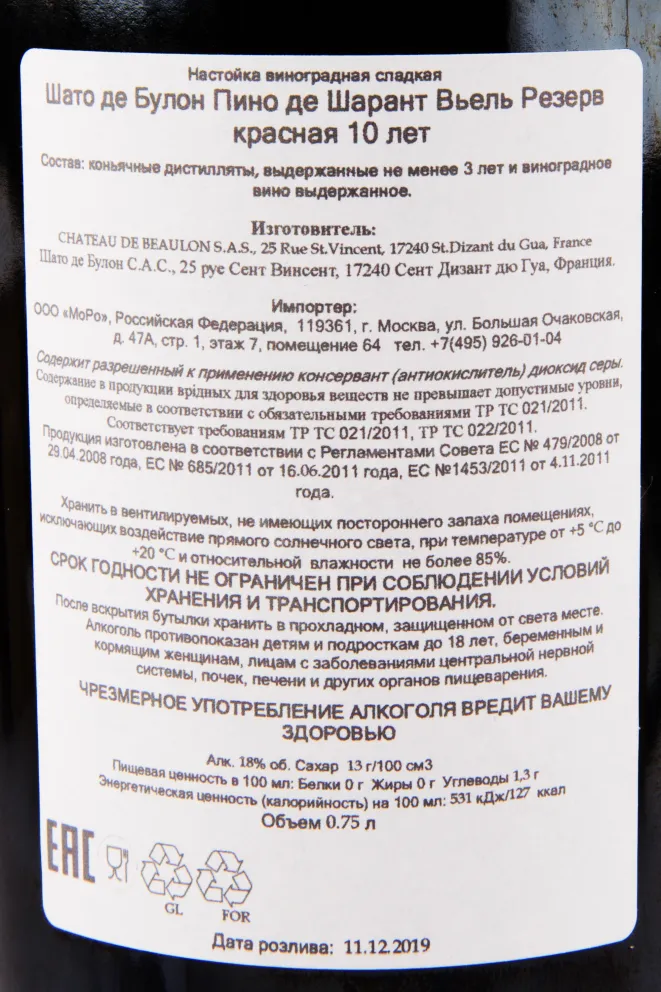 Настойка виноградная сладкая
Шато де Булон Пино де Шарант Вьель Резерв
красная 10 лет
Состав: коньячные дистилляты, выдержанные не менее 3 лет и виноградное
вино выдержанное.
Изготовитель:
CHATEAU DE BEAULON S.A.S., 25 Rue St.Vincent, 17240 St.Dizant du Gua, France
Шато де Булон С.А.С., 25 руе Сент Винсент, 17240 Сент Дизант дю Гуа, Франция.
Импортер:
ООО «МоРо», Российская Федерация, 119361, г. Москва, ул. Большая Очаковская,
д. 47А, стр. 1, этаж 7, помещение 64 тел. +7(495) 926-01-04
Содержит разрешенный к применению консервант (антиокислитель) диоксид серы.
Содержание в продукции врідных для здоровья веществ не превышает допустимые уровни,
определяемые в соответствии с обязательными требованиями ТР ТС 021/2011.
Соответствует требованиям ТР ТС 021/2011, ТР ТС 022/2011.
Продукция изготовлена в соответствии с Регламентами Совета ЕС № 479/2008 от
29.04.2008 года, ЕС № 685/2011 от 16.06.2011 года, ЕС №1453/2011 от 4.11.2011
года.
Хранить в вентилируемых, не имеющих постороннего запаха помещениях,
исключающих воздействие прямого солнечного света, при температуре от +5 °С до
+20 °С и относительной влажности не более 85%.
СРОК ГОДНОСТИ НЕ ОГРАНИЧЕН ПРИ СОБЛЮДЕНИИ УСЛОВИЙ
ХРАНЕНИЯ И ТРАНСПОРТИРОВАНИЯ.
После вскрытия бутылки хранить в прохладном, защищенном от света месте.
Алкоголь противопоказан детям и подросткам до 18 лет, беременным и
кормящим женщинам, лицам с заболеваниями центральной нервной
системы, почек, печени и других органов пищеварения.
ЧРЕЗМЕРНОЕ УПОТРЕБЛЕНИЕ АЛКОГОЛЯ ВРЕДИТ ВАШЕМУ
ЗДОРОВЬЮ
Алк. 18% об. Сахар 13 г/100 см3
Пищевая ценность в 100 мл: Белки 0 г Жиры 0 г Углеводы 1,3 г
Энергетическая ценность (калорийность) на 100 мл: 531 кДж/127 ккал
Объем 0.75 л
EAC
GL FOR
Дата розлива: 11.12.2019